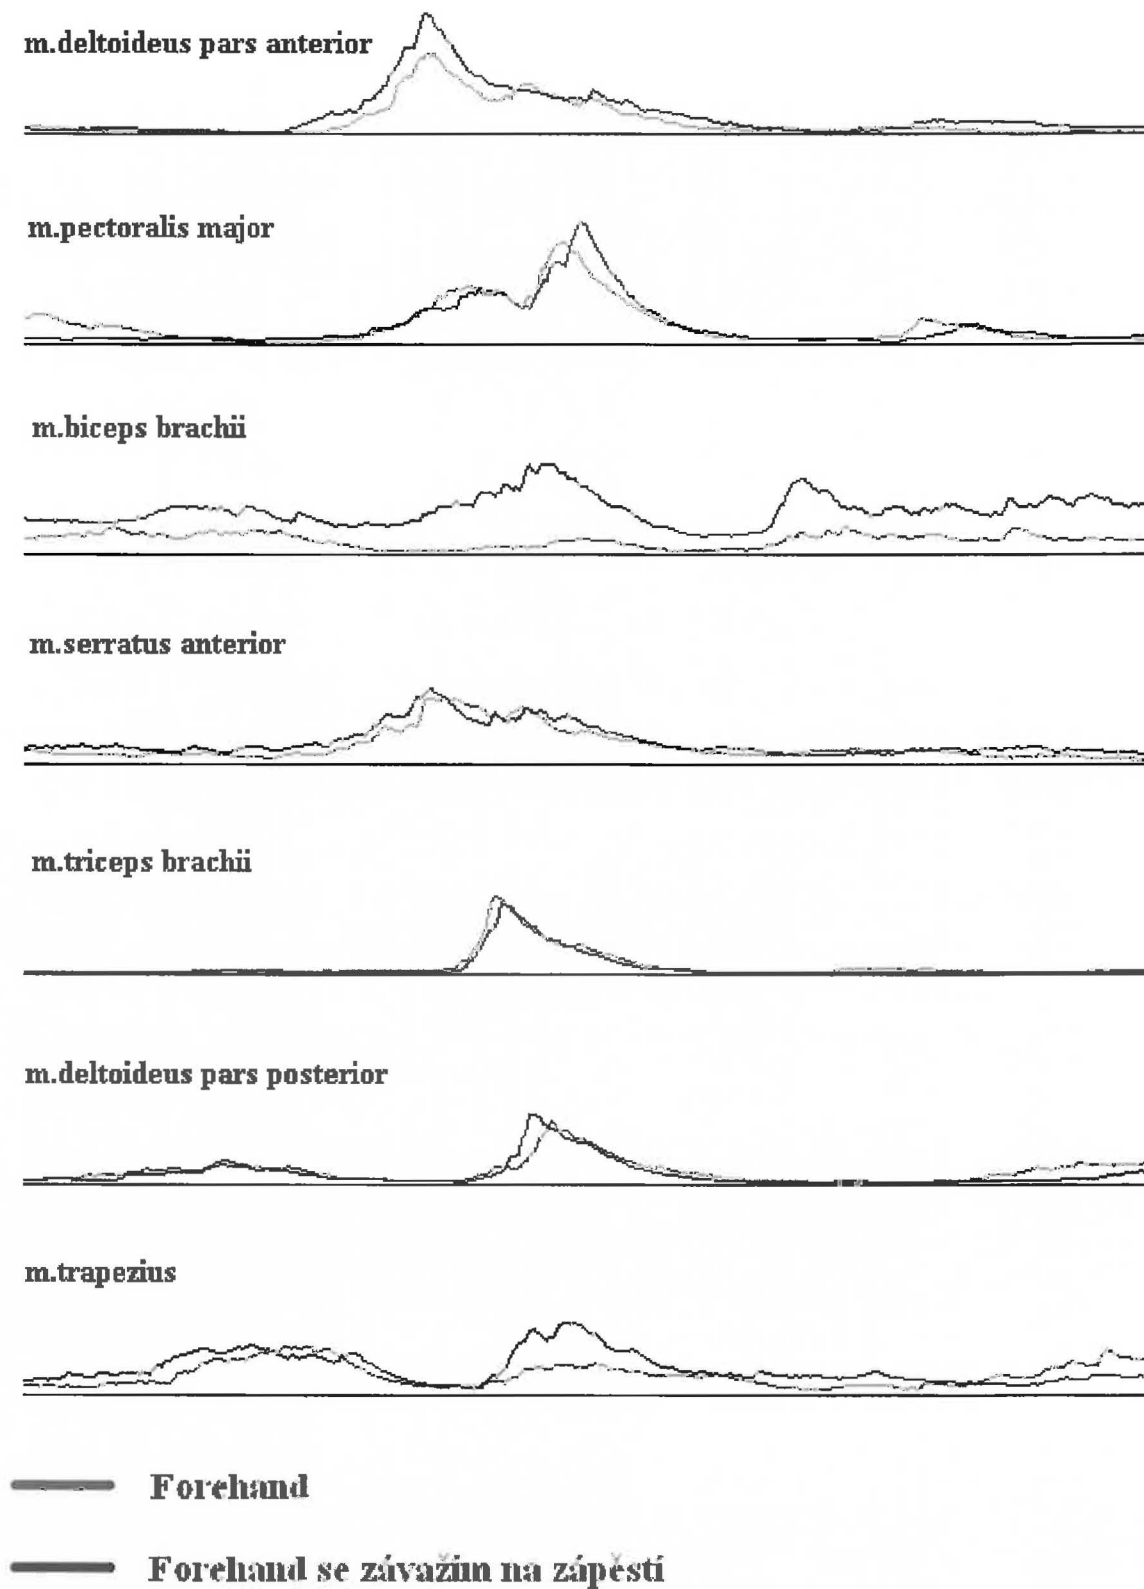 m.deltoideus pars anterior
m.pectoralis major
m.biceps brachii
m.serratus anterior
m.triceps brachii
m.deltoideus pars posterior
m.trapezius
Forehand
Forehand se závažím na zápěstí